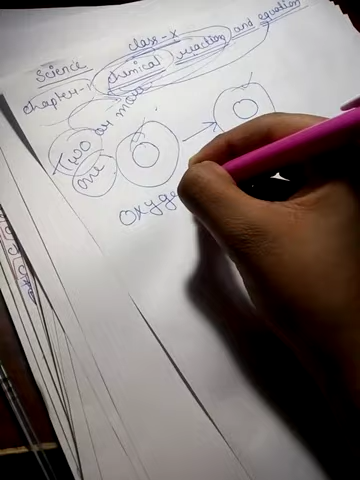 class-x
Science
chapter-1 chemical reaction and equation
Two or more
one
oxyge